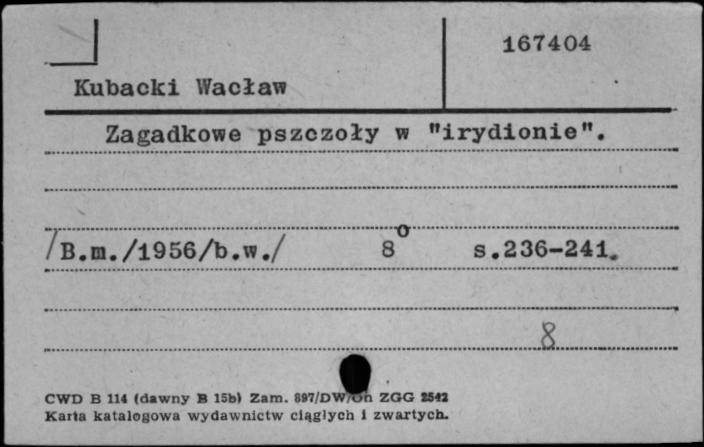 167404
Kubacki Wacław
Zagadkowe pszczoły w "irydionie".
/B.m./1956/b.w./ 8° s.236-241.
8
CWD B 114 (dawny B 15b) Zam. 897/DW/Gn ZGG 2542
Karta katalogowa wydawnictw ciągłych i zwartych.